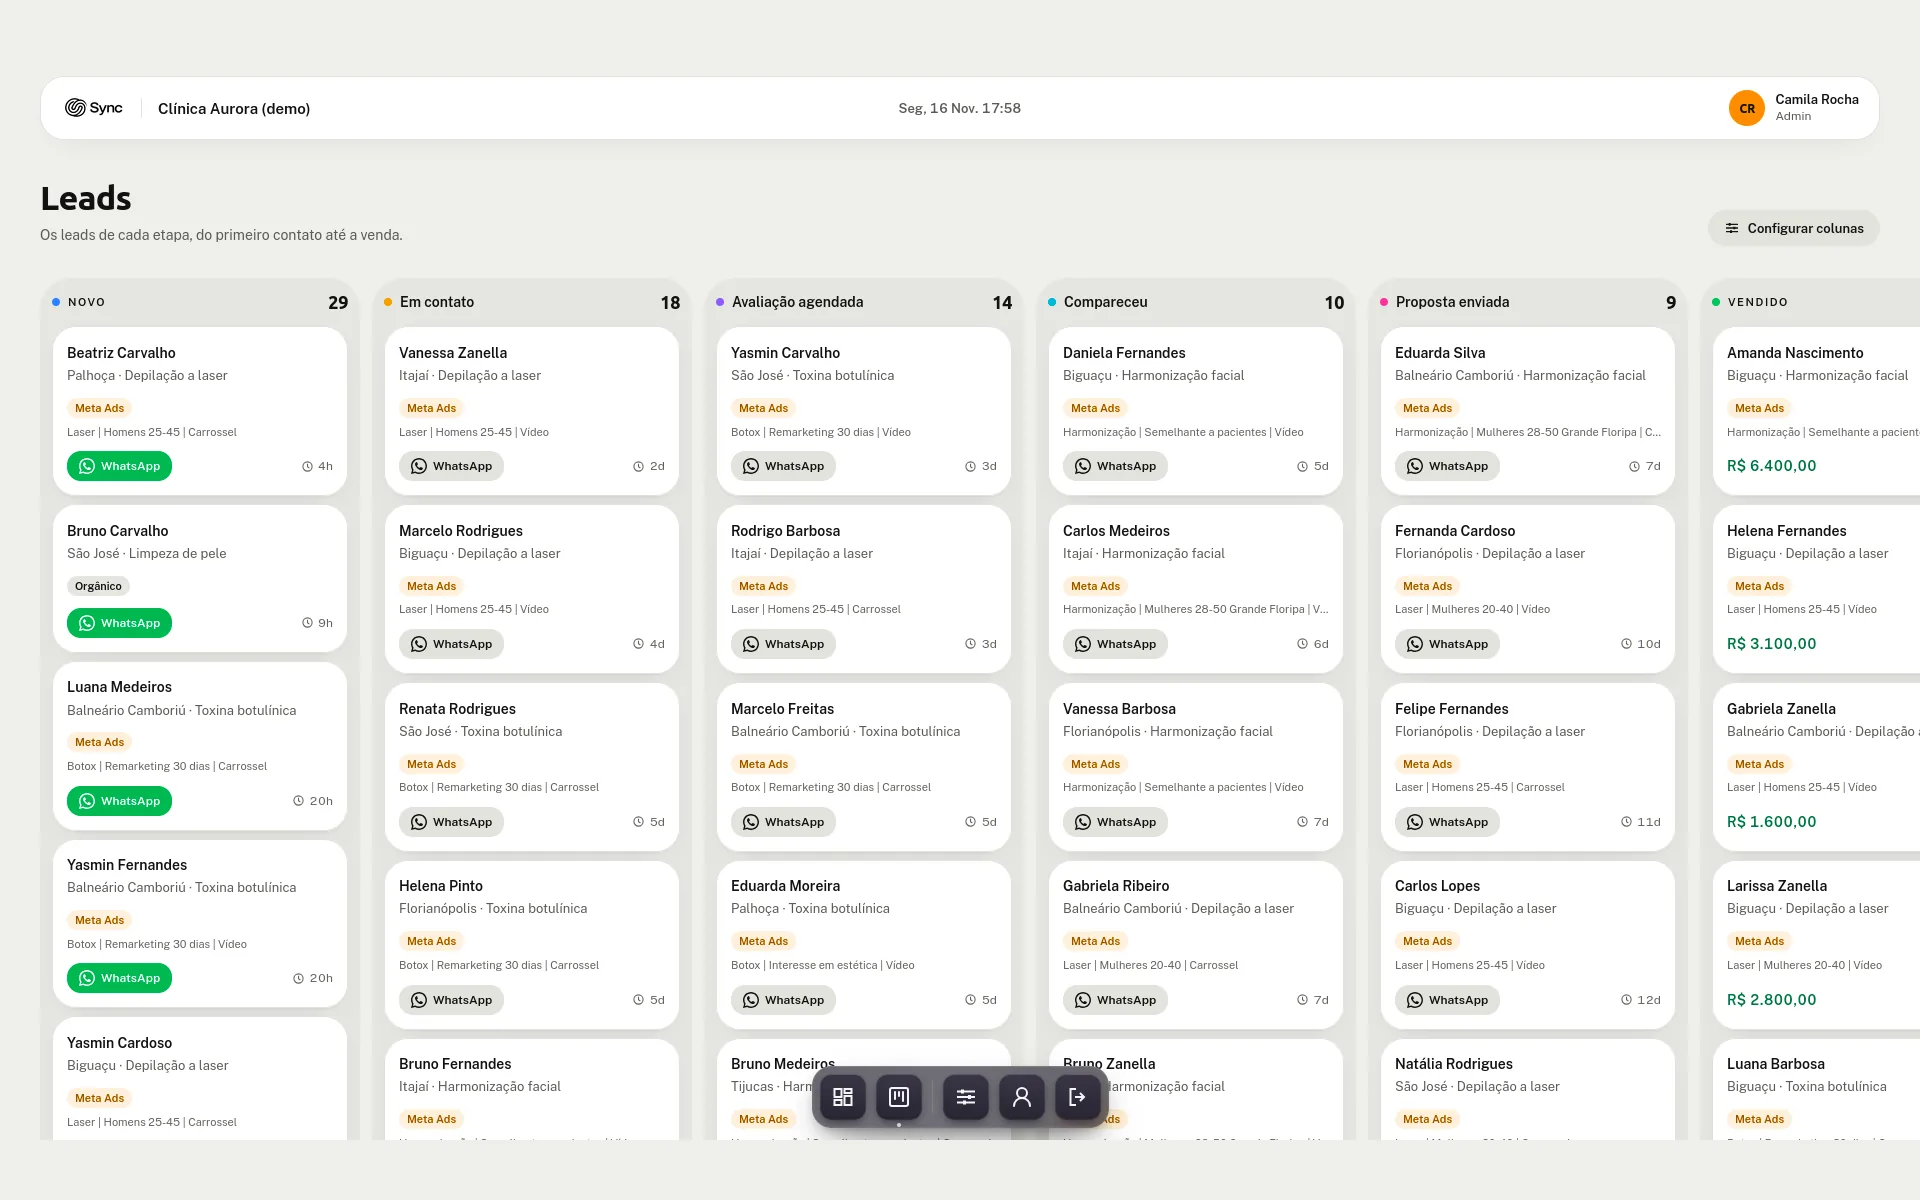 Sync
Clínica Aurora (demo)
Seg, 16 Nov. 17:58
CR
Camila Rocha
Admin
Leads
Os leads de cada etapa, do primeiro contato até a venda.
Configurar colunas
NOVO 29
Beatriz Carvalho
Palhoça · Depilação a laser
Meta Ads
Laser | Homens 25-45 | Carrossel
WhatsApp 4h
Bruno Carvalho
São José · Limpeza de pele
Orgânico
WhatsApp 9h
Luana Medeiros
Balneário Camboriú · Toxina botulínica
Meta Ads
Botox | Remarketing 30 dias | Carrossel
WhatsApp 20h
Yasmin Fernandes
Balneário Camboriú · Toxina botulínica
Meta Ads
Botox | Remarketing 30 dias | Vídeo
WhatsApp 20h
Yasmin Cardoso
Biguaçu · Depilação a laser
Meta Ads
Laser | Homens 25-45 | Carrossel
Em contato 18
Vanessa Zanella
Itajaí · Depilação a laser
Meta Ads
Laser | Homens 25-45 | Vídeo
WhatsApp 2d
Marcelo Rodrigues
Biguaçu · Depilação a laser
Meta Ads
Laser | Homens 25-45 | Vídeo
WhatsApp 4d
Renata Rodrigues
São José · Toxina botulínica
Meta Ads
Botox | Remarketing 30 dias | Carrossel
WhatsApp 5d
Helena Pinto
Florianópolis · Toxina botulínica
Meta Ads
Botox | Remarketing 30 dias | Carrossel
WhatsApp 5d
Bruno Fernandes
Itajaí · Harmonização facial
Meta Ads
Avaliação agendada 14
Yasmin Carvalho
São José · Toxina botulínica
Meta Ads
Botox | Remarketing 30 dias | Vídeo
WhatsApp 3d
Rodrigo Barbosa
Itajaí · Depilação a laser
Meta Ads
Laser | Homens 25-45 | Carrossel
WhatsApp 3d
Marcelo Freitas
Balneário Camboriú · Toxina botulínica
Meta Ads
Botox | Remarketing 30 dias | Carrossel
WhatsApp 5d
Eduarda Moreira
Palhoça · Toxina botulínica
Meta Ads
Botox | Interesse em estética | Vídeo
WhatsApp 5d
Bruno Medeiros
Tijucas · Harm
Meta Ads
Compareceu 10
Daniela Fernandes
Biguaçu · Harmonização facial
Meta Ads
Harmonização | Semelhante a pacientes | Vídeo
WhatsApp 5d
Carlos Medeiros
Itajaí · Harmonização facial
Meta Ads
Harmonização | Mulheres 28-50 Grande Floripa | V...
WhatsApp 6d
Vanessa Barbosa
Florianópolis · Harmonização facial
Meta Ads
Harmonização | Semelhante a pacientes | Vídeo
WhatsApp 7d
Gabriela Ribeiro
Balneário Camboriú · Depilação a laser
Meta Ads
Laser | Mulheres 20-40 | Carrossel
WhatsApp 7d
Bruno Zanella
armonização facial
Proposta enviada 9
Eduarda Silva
Balneário Camboriú · Harmonização facial
Meta Ads
Harmonização | Mulheres 28-50 Grande Floripa | C...
WhatsApp 7d
Fernanda Cardoso
Florianópolis · Depilação a laser
Meta Ads
Laser | Mulheres 20-40 | Vídeo
WhatsApp 10d
Felipe Fernandes
Florianópolis · Depilação a laser
Meta Ads
Laser | Homens 25-45 | Carrossel
WhatsApp 11d
Carlos Lopes
Biguaçu · Depilação a laser
Meta Ads
Laser | Homens 25-45 | Vídeo
WhatsApp 12d
Natália Rodrigues
São José · Depilação a laser
Meta Ads
VENDIDO
Amanda Nascimento
Biguaçu · Harmonização facial
Meta Ads
Harmonização | Semelhante a pacient
R$ 6.400,00
Helena Fernandes
Biguaçu · Depilação a laser
Meta Ads
Laser | Homens 25-45 | Vídeo
R$ 3.100,00
Gabriela Zanella
Balneário Camboriú · Depilação
Meta Ads
Laser | Homens 25-45 | Vídeo
R$ 1.600,00
Larissa Zanella
Biguaçu · Depilação a laser
Meta Ads
Laser | Mulheres 20-40 | Vídeo
R$ 2.800,00
Luana Barbosa
Biguaçu · Toxina botulínica
Meta Ads